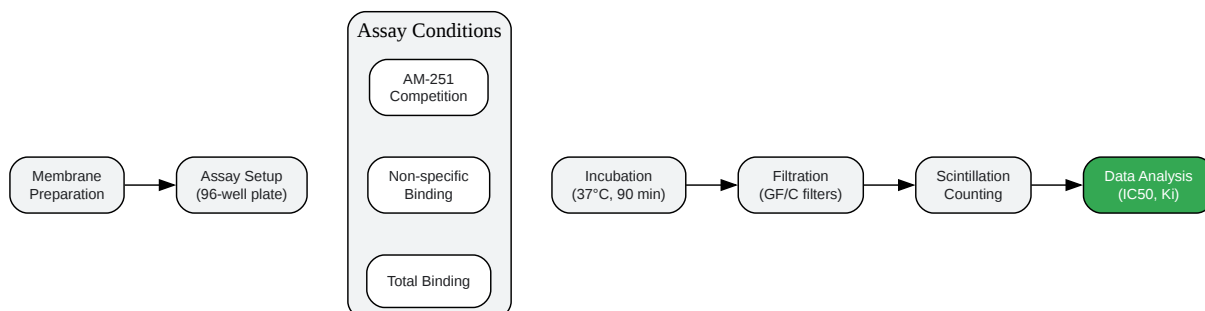 Membrane
Preparation
Assay Setup
(96-well plate)
Assay Conditions
AM-251
Competition
Non-specific
Binding
Total Binding
Incubation
(37°C, 90 min)
Filtration
(GF/C filters)
Scintillation
Counting
Data Analysis
(IC50, Ki)